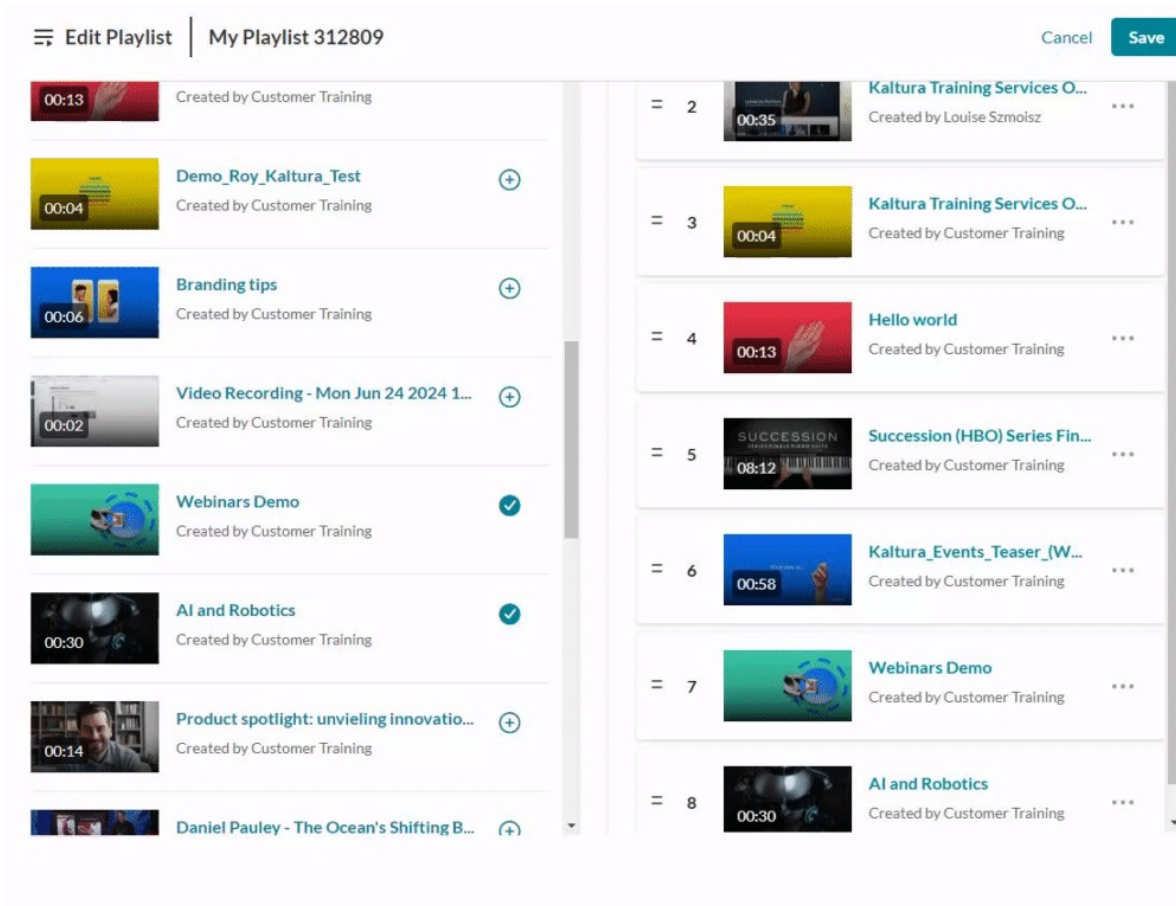 Edit Playlist
My Playlist 312809
Cancel
Save
00:13
Created by Customer Training
00:04
Demo_Roy_Kaltura_Test
Created by Customer Training
00:06
Branding tips
Created by Customer Training
00:02
Video Recording - Mon Jun 24 2024 1...
Created by Customer Training
Webinars Demo
Created by Customer Training
00:30
AI and Robotics
Created by Customer Training
00:14
Product spotlight: unvieling innovatio...
Created by Customer Training
Daniel Pauley - The Ocean's Shifting B...
2
00:35
Kaltura Training Services O...
Created by Louise Szmoisz
3
00:04
Kaltura Training Services O...
Created by Customer Training
4
00:13
Hello world
Created by Customer Training
5
SUCCESSION
08:12
Succession (HBO) Series Fin...
Created by Customer Training
6
00:58
Kaltura_Events_Teaser_(W...
Created by Customer Training
7
Webinars Demo
Created by Customer Training
8
00:30
AI and Robotics
Created by Customer Training